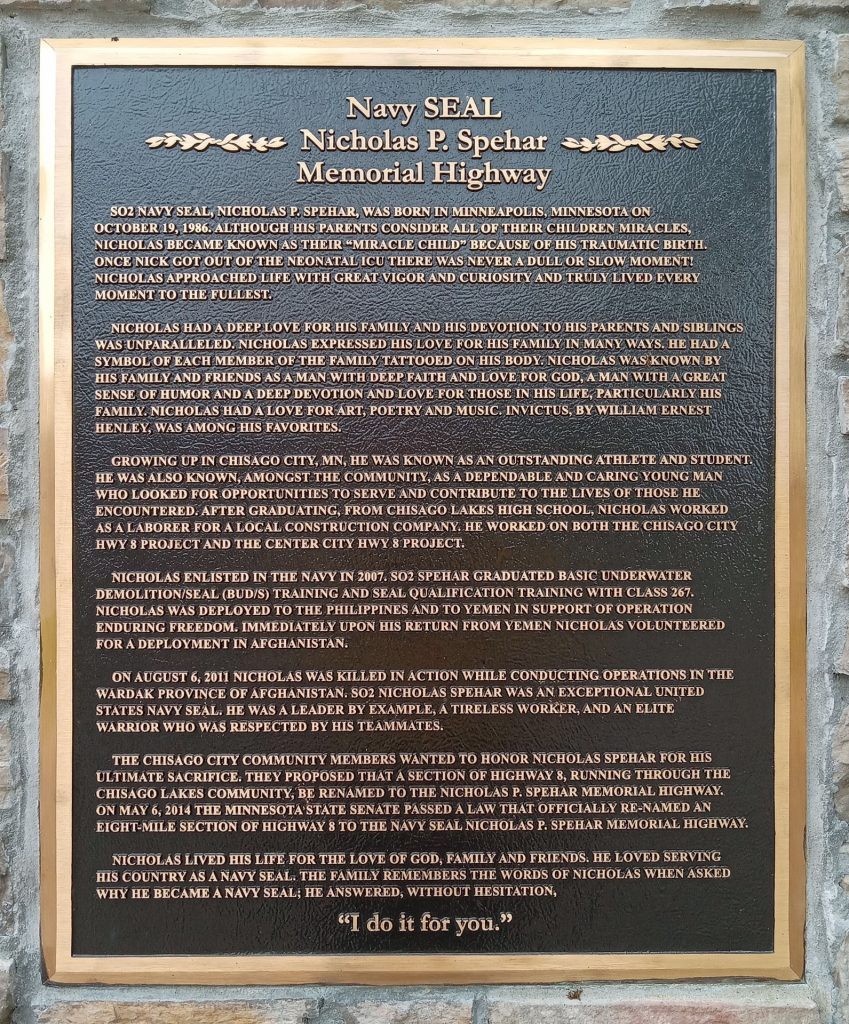 Navy SEAL
Nicholas P. Spehar
Memorial Highway
SO2 NAVY SEAL, NICHOLAS P. SPEHAR, WAS BORN IN MINNEAPOLIS, MINNESOTA ON
OCTOBER 19, 1986. ALTHOUGH HIS PARENTS CONSIDER ALL OF THEIR CHILDREN MIRACLES,
NICHOLAS BECAME KNOWN AS THEIR “MIRACLE CHILD” BECAUSE OF HIS TRAUMATIC BIRTH.
ONCE NICK GOT OUT OF THE NEONATAL ICU THERE WAS NEVER A DULL OR SLOW MOMENT!
NICHOLAS APPROACHED LIFE WITH GREAT VIGOR AND CURIOSITY AND TRULY LIVED EVERY
MOMENT TO THE FULLEST.
NICHOLAS HAD A DEEP LOVE FOR HIS FAMILY AND HIS DEVOTION TO HIS PARENTS AND SIBLINGS
WAS UNPARALLELED. NICHOLAS EXPRESSED HIS LOVE FOR HIS FAMILY IN MANY WAYS. HE HAD A
SYMBOL OF EACH MEMBER OF THE FAMILY TATTOOED ON HIS BODY. NICHOLAS WAS KNOWN BY
HIS FAMILY AND FRIENDS AS A MAN WITH DEEP FAITH AND LOVE FOR GOD, A MAN WITH A GREAT
SENSE OF HUMOR AND A DEEP DEVOTION AND LOVE FOR THOSE IN HIS LIFE, PARTICULARLY HIS
FAMILY. NICHOLAS HAD A LOVE FOR ART, POETRY AND MUSIC. INVICTUS, BY WILLIAM ERNEST
HENLEY, WAS AMONG HIS FAVORITES.
GROWING UP IN CHISAGO CITY, MN, HE WAS KNOWN AS AN OUTSTANDING ATHLETE AND STUDENT.
HE WAS ALSO KNOWN, AMONGST THE COMMUNITY, AS A DEPENDABLE AND CARING YOUNG MAN
WHO LOOKED FOR OPPORTUNITIES TO SERVE AND CONTRIBUTE TO THE LIVES OF THOSE HE
ENCOUNTERED. AFTER GRADUATING, FROM CHISAGO LAKES HIGH SCHOOL, NICHOLAS WORKED
AS A LABORER FOR A LOCAL CONSTRUCTION COMPANY. HE WORKED ON BOTH THE CHISAGO CITY
HWY 8 PROJECT AND THE CENTER CITY HWY 8 PROJECT.
NICHOLAS ENLISTED IN THE NAVY IN 2007. SO2 SPEHAR GRADUATED BASIC UNDERWATER
DEMOLITION/SEAL (BUD/S) TRAINING AND SEAL QUALIFICATION TRAINING WITH CLASS 267.
NICHOLAS WAS DEPLOYED TO THE PHILIPPINES AND TO YEMEN IN SUPPORT OF OPERATION
ENDURING FREEDOM. IMMEDIATELY UPON HIS RETURN FROM YEMEN NICHOLAS VOLUNTEERED
FOR A DEPLOYMENT IN AFGHANISTAN.
ON AUGUST 6, 2011 NICHOLAS WAS KILLED IN ACTION WHILE CONDUCTING OPERATIONS IN THE
WARDAK PROVINCE OF AFGHANISTAN. SO2 NICHOLAS SPEHAR WAS AN EXCEPTIONAL UNITED
STATES NAVY SEAL. HE WAS A LEADER BY EXAMPLE, A TIRELESS WORKER, AND AN ELITE
WARRIOR WHO WAS RESPECTED BY HIS TEAMMATES.
THE CHISAGO CITY COMMUNITY MEMBERS WANTED TO HONOR NICHOLAS SPEHAR FOR HIS
ULTIMATE SACRIFICE. THEY PROPOSED THAT A SECTION OF HIGHWAY 8, RUNNING THROUGH THE
CHISAGO LAKES COMMUNITY, BE RENAMED TO THE NICHOLAS P. SPEHAR MEMORIAL HIGHWAY.
ON MAY 6, 2014 THE MINNESOTA STATE SENATE PASSED A LAW THAT OFFICIALLY RE-NAMED AN
EIGHT-MILE SECTION OF HIGHWAY 8 TO THE NAVY SEAL NICHOLAS P. SPEHAR MEMORIAL HIGHWAY.
NICHOLAS LIVED HIS LIFE FOR THE LOVE OF GOD, FAMILY AND FRIENDS. HE LOVED SERVING
HIS COUNTRY AS A NAVY SEAL. THE FAMILY REMEMBERS THE WORDS OF NICHOLAS WHEN ASKED
WHY HE BECAME A NAVY SEAL; HE ANSWERED, WITHOUT HESITATION,
“I do it for you.”